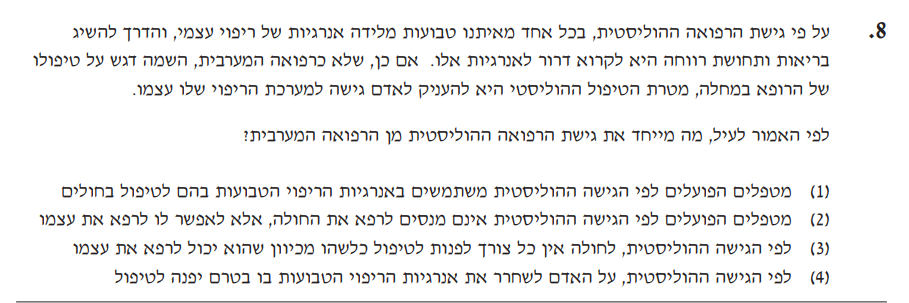 8. על פי גישת הרפואה ההוליסטית, בכל אחד מאיתנו טבועות מלידה אנרגיות של ריפוי עצמי, והדרך להשיג
בריאות ותחושת רווחה היא לקרוא דרור לאנרגיות אלו. אם כן, שלא כרפואה המערבית, השמה דגש על טיפולו
של הרופא במחלה, מטרת הטיפול ההוליסטי היא להעניק לאדם גישה למערכת הריפוי שלו עצמו.
לפי האמור לעיל, מה מייחד את גישת הרפואה ההוליסטית מן הרפואה המערבית?
(1) מטפלים הפועלים לפי הגישה ההוליסטית משתמשים באנרגיות הריפוי הטבועות בהם לטיפול בחולים
(2) מטפלים הפועלים לפי הגישה ההוליסטית אינם מנסים לרפא את החולה, אלא לאפשר לו לרפא את עצמו
(3) לפי הגישה ההוליסטית, לחולה אין כל צורך לפנות לטיפול כלשהו מכיוון שהוא יכול לרפא את עצמו
(4) לפי הגישה ההוליסטית, על האדם לשחרר את אנרגיות הריפוי הטבועות בו בטרם יפנה לטיפול